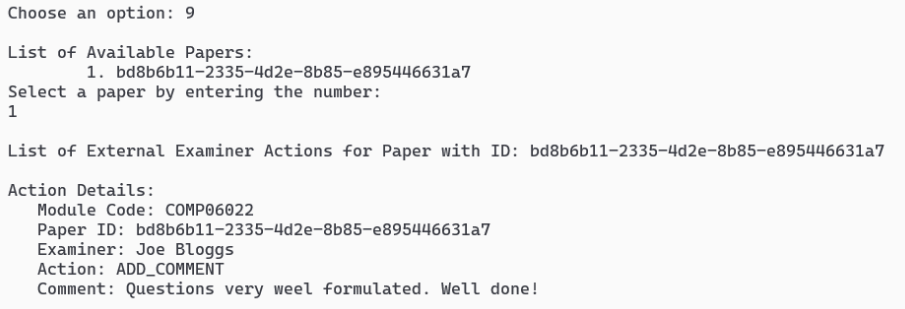 Choose an option: 9
List of Available Papers:
1. bd8b6b11-2335-4d2e-8b85-e895446631a7
Select a paper by entering the number:
1
List of External Examiner Actions for Paper with ID: bd8b6b11-2335-4d2e-8b85-e895446631a7
Action Details:
Module Code: COMP06022
Paper ID: bd8b6b11-2335-4d2e-8b85-e895446631a7
Examiner: Joe Bloggs
Action: ADD_COMMENT
Comment: Questions very weel formulated. Well done!